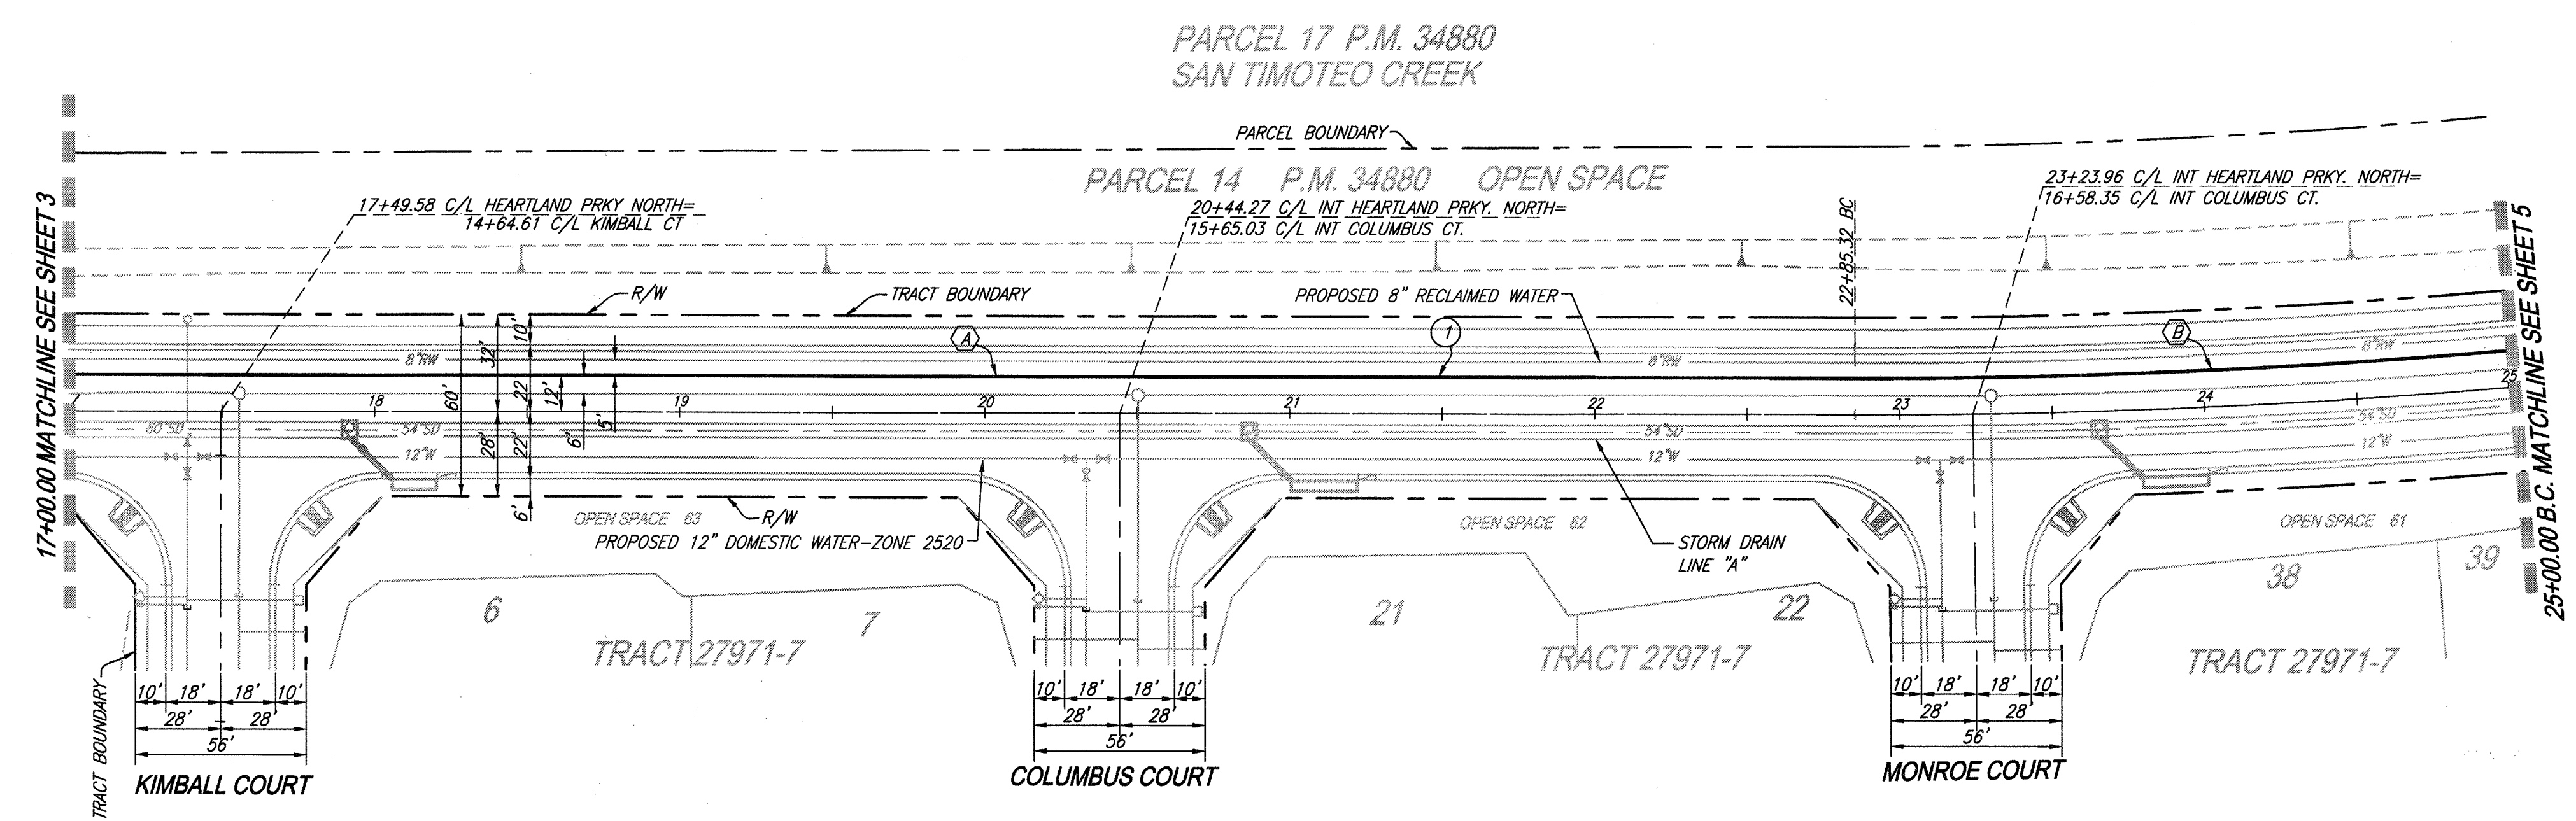 PARCEL 17 P.M. 34880
SAN TIMOTEO CREEK
PARCEL BOUNDARY
PARCEL 14 P.M. 34880 OPEN SPACE
17+00.00 MATCHLINE SEE SHEET 3
17+49.58 C/L HEARTLAND PRKY NORTH=
14+64.61 C/L KIMBALL CT
20+44.27 C/L INT HEARTLAND PRKY. NORTH=
15+65.03 C/L INT COLUMBUS CT.
22+85.32 BC
23+23.96 C/L INT HEARTLAND PRKY. NORTH=
16+58.35 C/L INT COLUMBUS CT.
25+00.00 B.C. MATCHLINE SEE SHEET 5
R/W
TRACT BOUNDARY
PROPOSED 8" RECLAIMED WATER
A
1
B
8"RW
8"RW
8"RW
10'
32'
22'
12'
60'
5'
6'
28'
22'
6'
18
19
20
21
22
23
24
25
60"SD
54"SD
54"SD
54"SD
12"W
12"W
12"W
OPEN SPACE 63
R/W
PROPOSED 12" DOMESTIC WATER-ZONE 2520
OPEN SPACE 62
STORM DRAIN
LINE "A"
OPEN SPACE 61
6
7
21
22
38
39
TRACT 27971-7
TRACT 27971-7
TRACT 27971-7
TRACT BOUNDARY
10' 18' 18' 10'
28' 28'
56'
KIMBALL COURT
10' 18' 18' 10'
28' 28'
56'
COLUMBUS COURT
10' 18' 18' 10'
28' 28'
56'
MONROE COURT